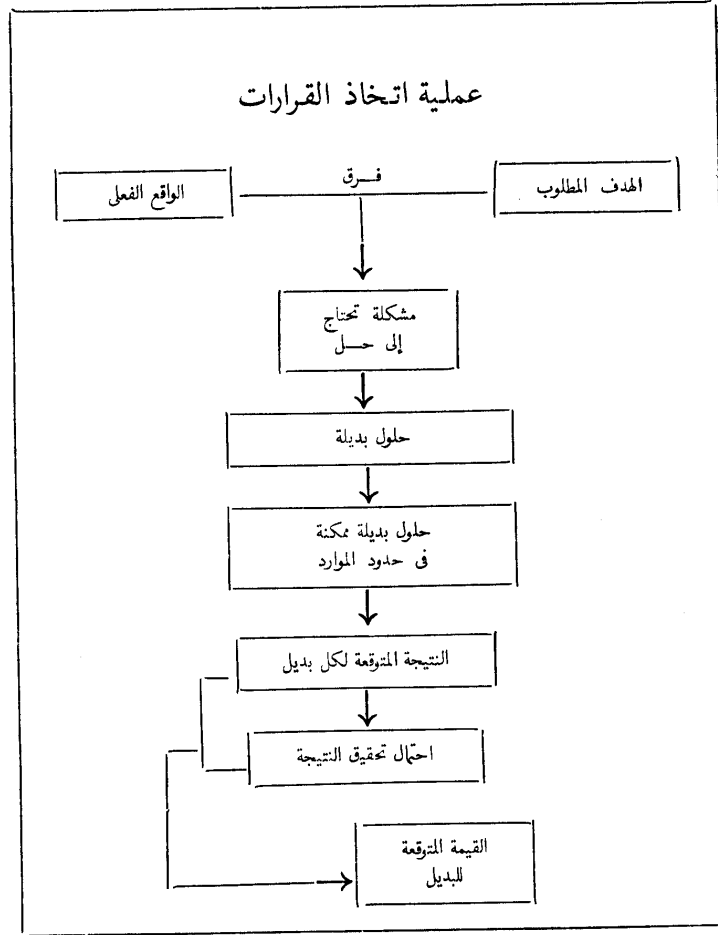 عملية اتخاذ القرارات
الهدف المطلوب
فرق
الواقع الفعلى
مشكلة تحتاج
إلى حل
حلول بديلة
حلول بديلة ممكنة
فى حدود الموارد
النتيجة المتوقعة لكل بديل
احتمال تحقيق النتيجة
القيمة المتوقعة
للبديل